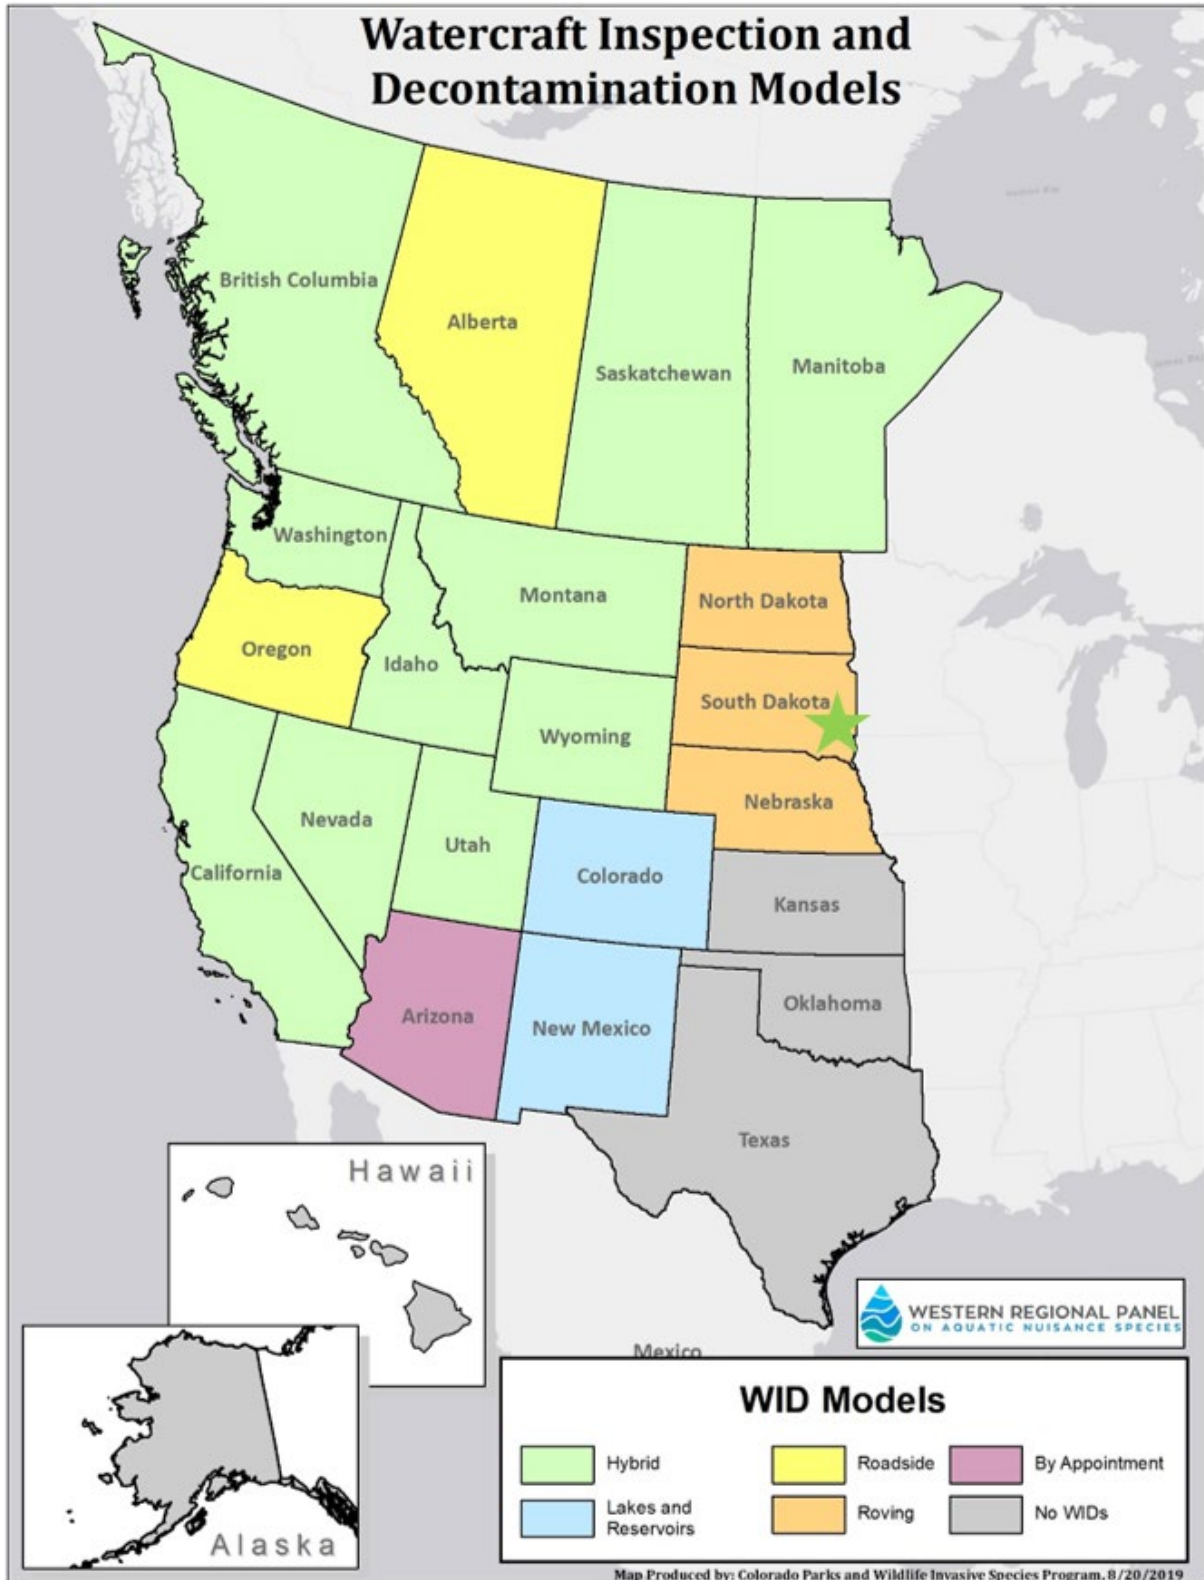 Watercraft Inspection and
Decontamination Models
British Columbia
Alberta
Saskatchewan
Manitoba
Washington
Montana
North Dakota
Oregon
Idaho
South Dakota
Wyoming
Nebraska
Nevada
Utah
California
Colorado
Kansas
Arizona
New Mexico
Oklahoma
Texas
Hawaii
Mexico
Alaska
WESTERN REGIONAL PANEL
ON AQUATIC NUISANCE SPECIES
WID Models
Hybrid
Roadside
By Appointment
Lakes and
Reservoirs
Roving
No WIDs
Map Produced by: Colorado Parks and Wildlife Invasive Species Program, 8/20/2019